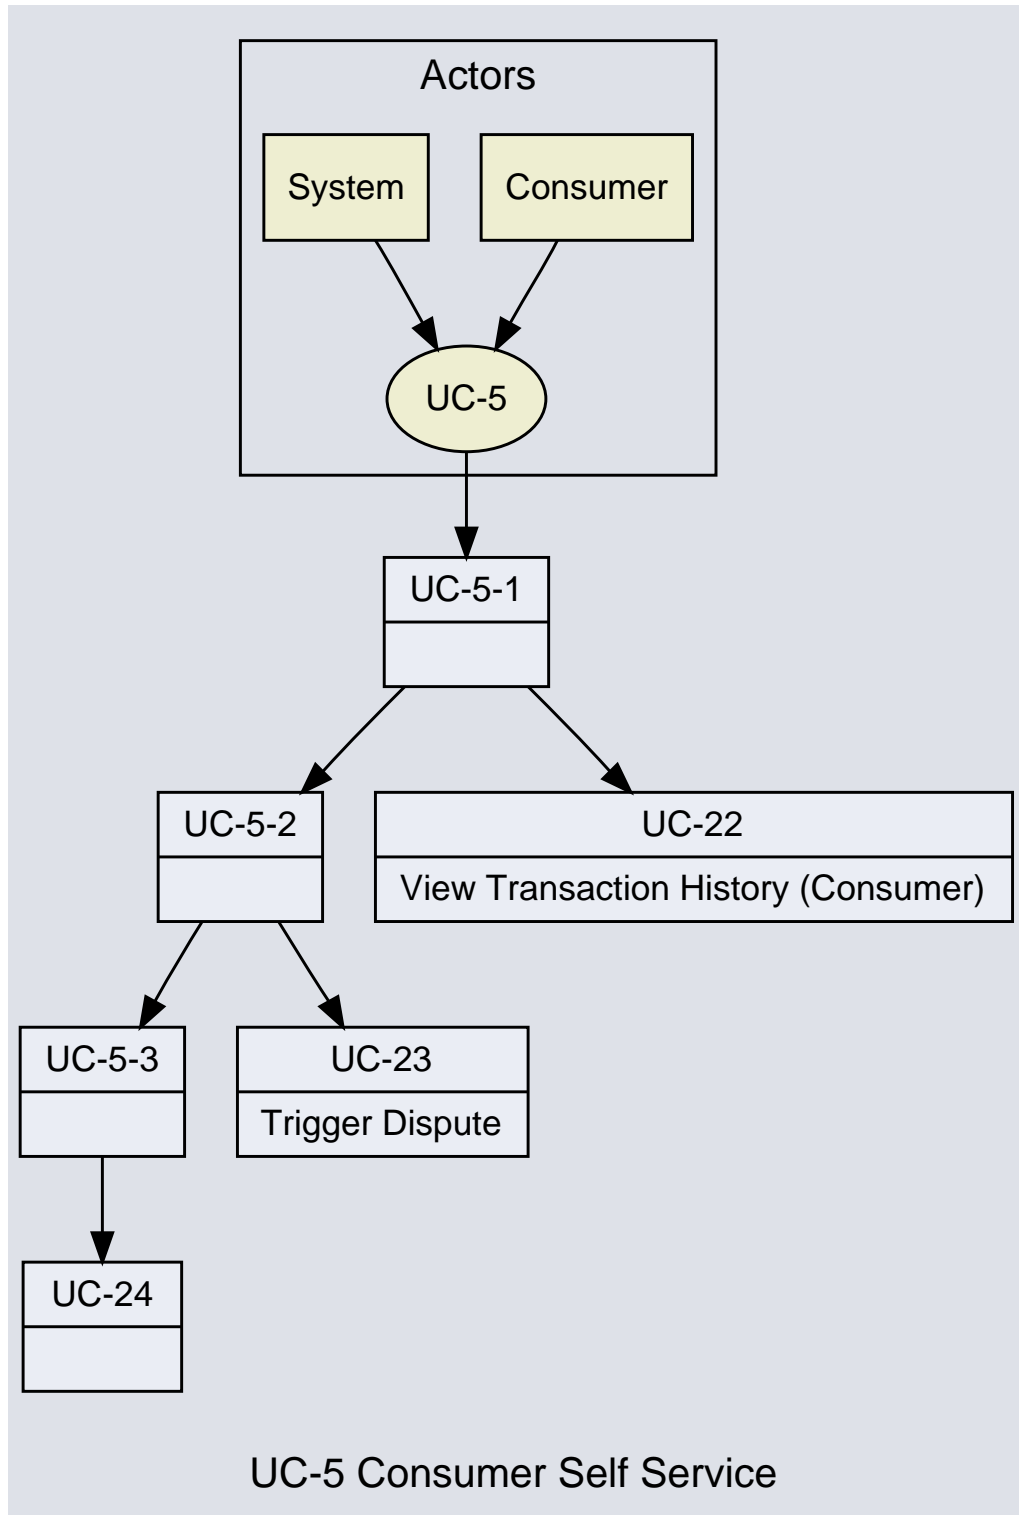 Actors
System
Consumer
UC-5
UC-5-1
UC-5-2
UC-22
View Transaction History (Consumer)
UC-5-3
UC-23
Trigger Dispute
UC-24
UC-5 Consumer Self Service